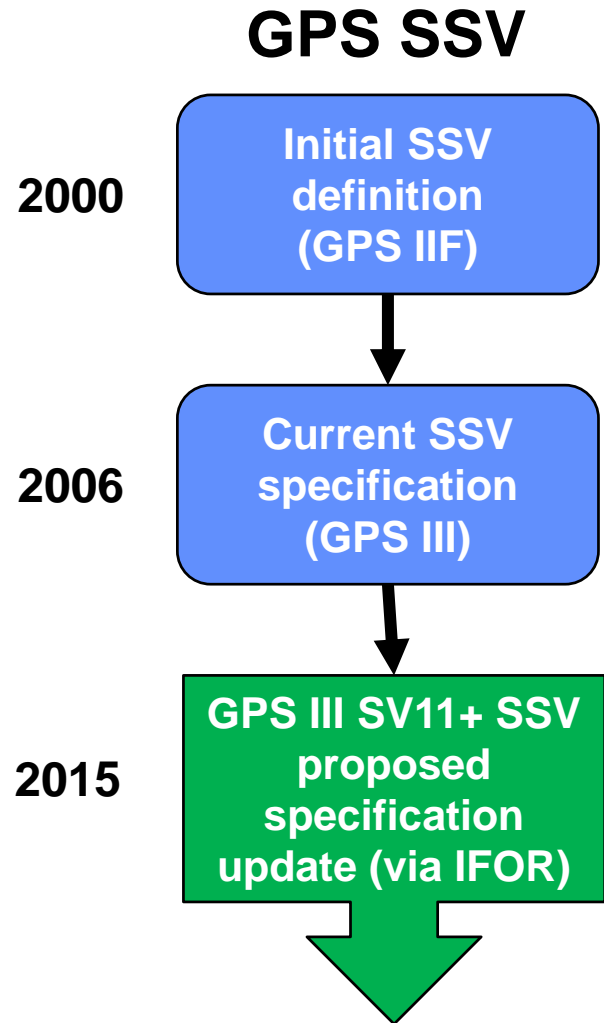 GPS SSV
2000
Initial SSV
definition
(GPS IIF)
2006
Current SSV
specification
(GPS III)
2015
GPS III SV11+ SSV
proposed
specification
update (via IFOR)